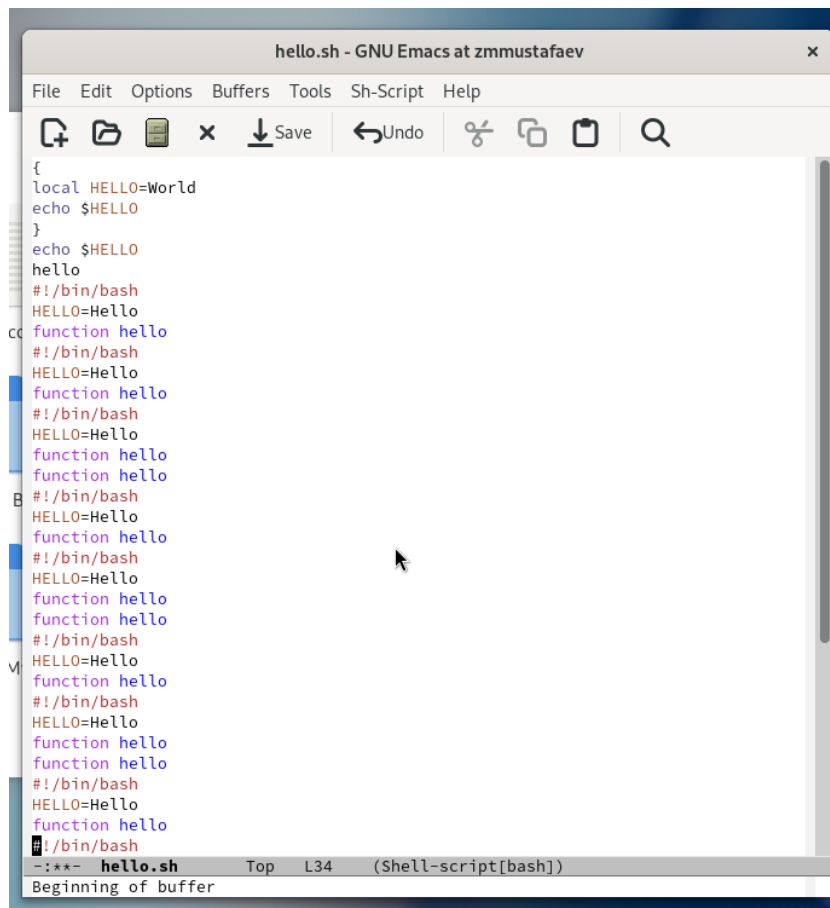 hello.sh - GNU Emacs at zmmustafaev
File Edit Options Buffers Tools Sh-Script Help
Save Undo
{
local HELLO=World
echo $HELLO
}
echo $HELLO
hello
#!/bin/bash
HELLO=Hello
function hello
#!/bin/bash
HELLO=Hello
function hello
#!/bin/bash
HELLO=Hello
function hello
function hello
#!/bin/bash
HELLO=Hello
function hello
#!/bin/bash
HELLO=Hello
function hello
function hello
#!/bin/bash
HELLO=Hello
function hello
#!/bin/bash
HELLO=Hello
function hello
function hello
#!/bin/bash
HELLO=Hello
function hello
#!/bin/bash
-:**- hello.sh Top L34 (Shell-script[bash])
Beginning of buffer